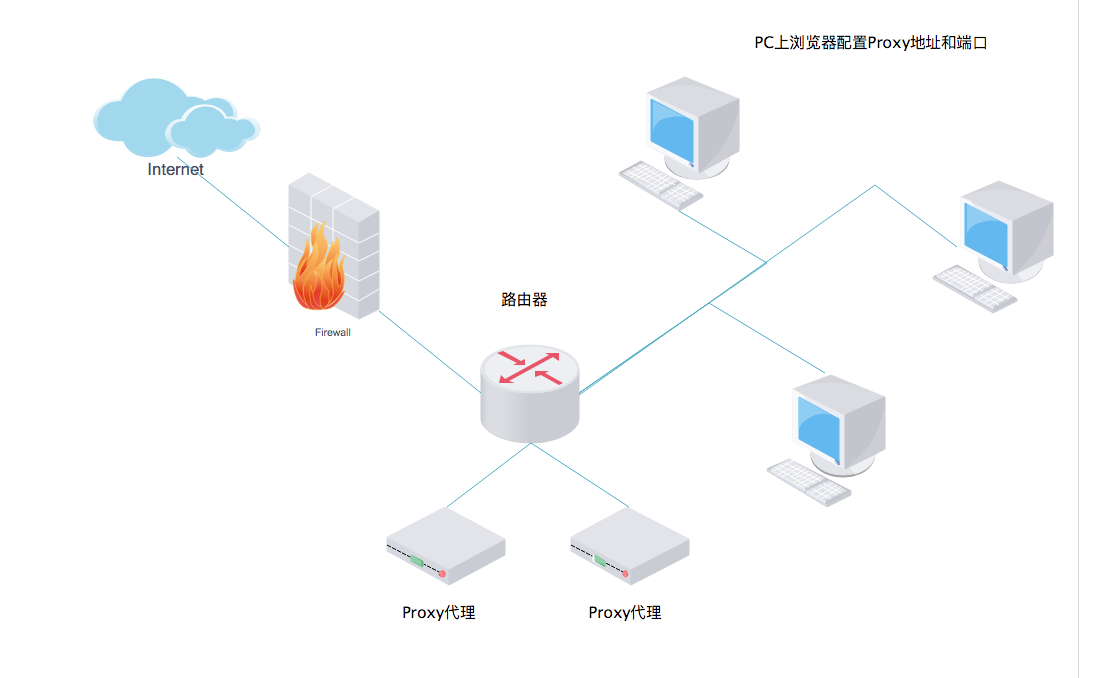 PC上浏览器配置Proxy地址和端口
Internet
路由器
Firewall
Proxy代理
Proxy代理